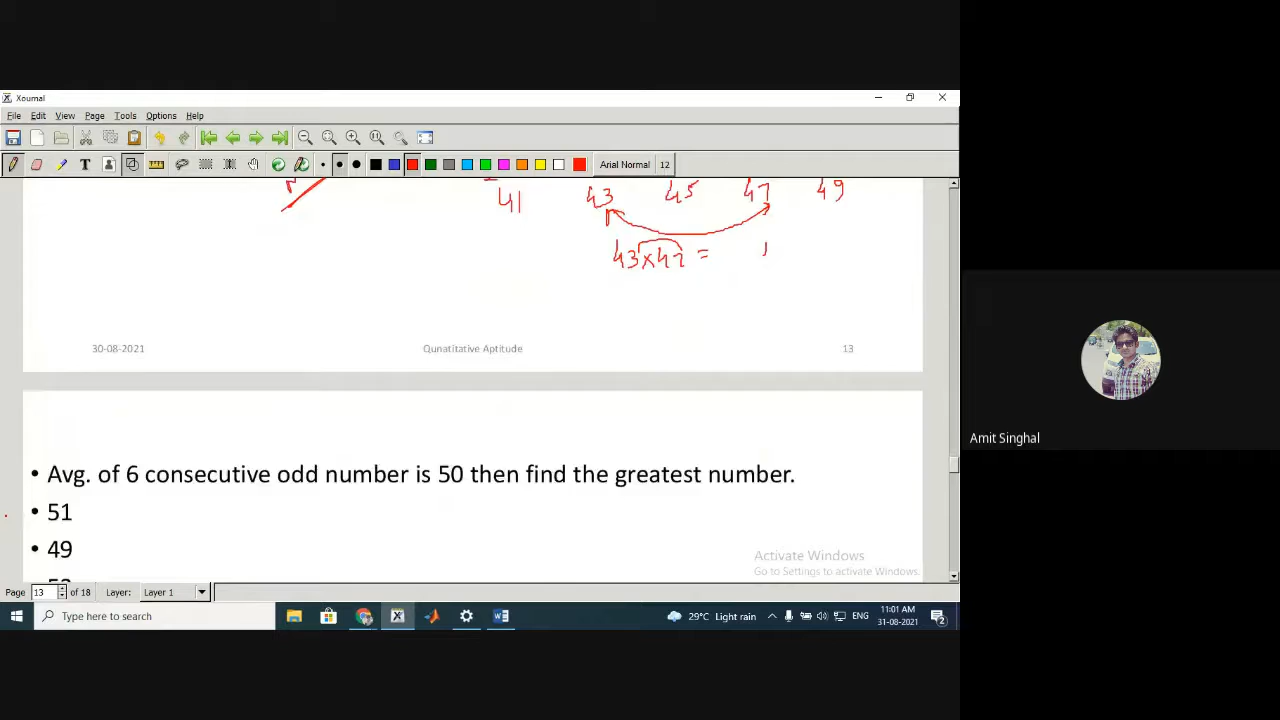 Xournal
File Edit View Page Tools Options Help
T Arial Normal 12
41 43 45 47 49
43×47 =
30-08-2021 Qunatitative Aptitude 13
• Avg. of 6 consecutive odd number is 50 then find the greatest number.
• 51
• 49
Activate Windows
Go to Settings to activate Windows.
Page 13 of 18 Layer: Layer 1
Type here to search
29°C Light rain
ENG
11:01 AM
31-08-2021
2
Amit Singhal